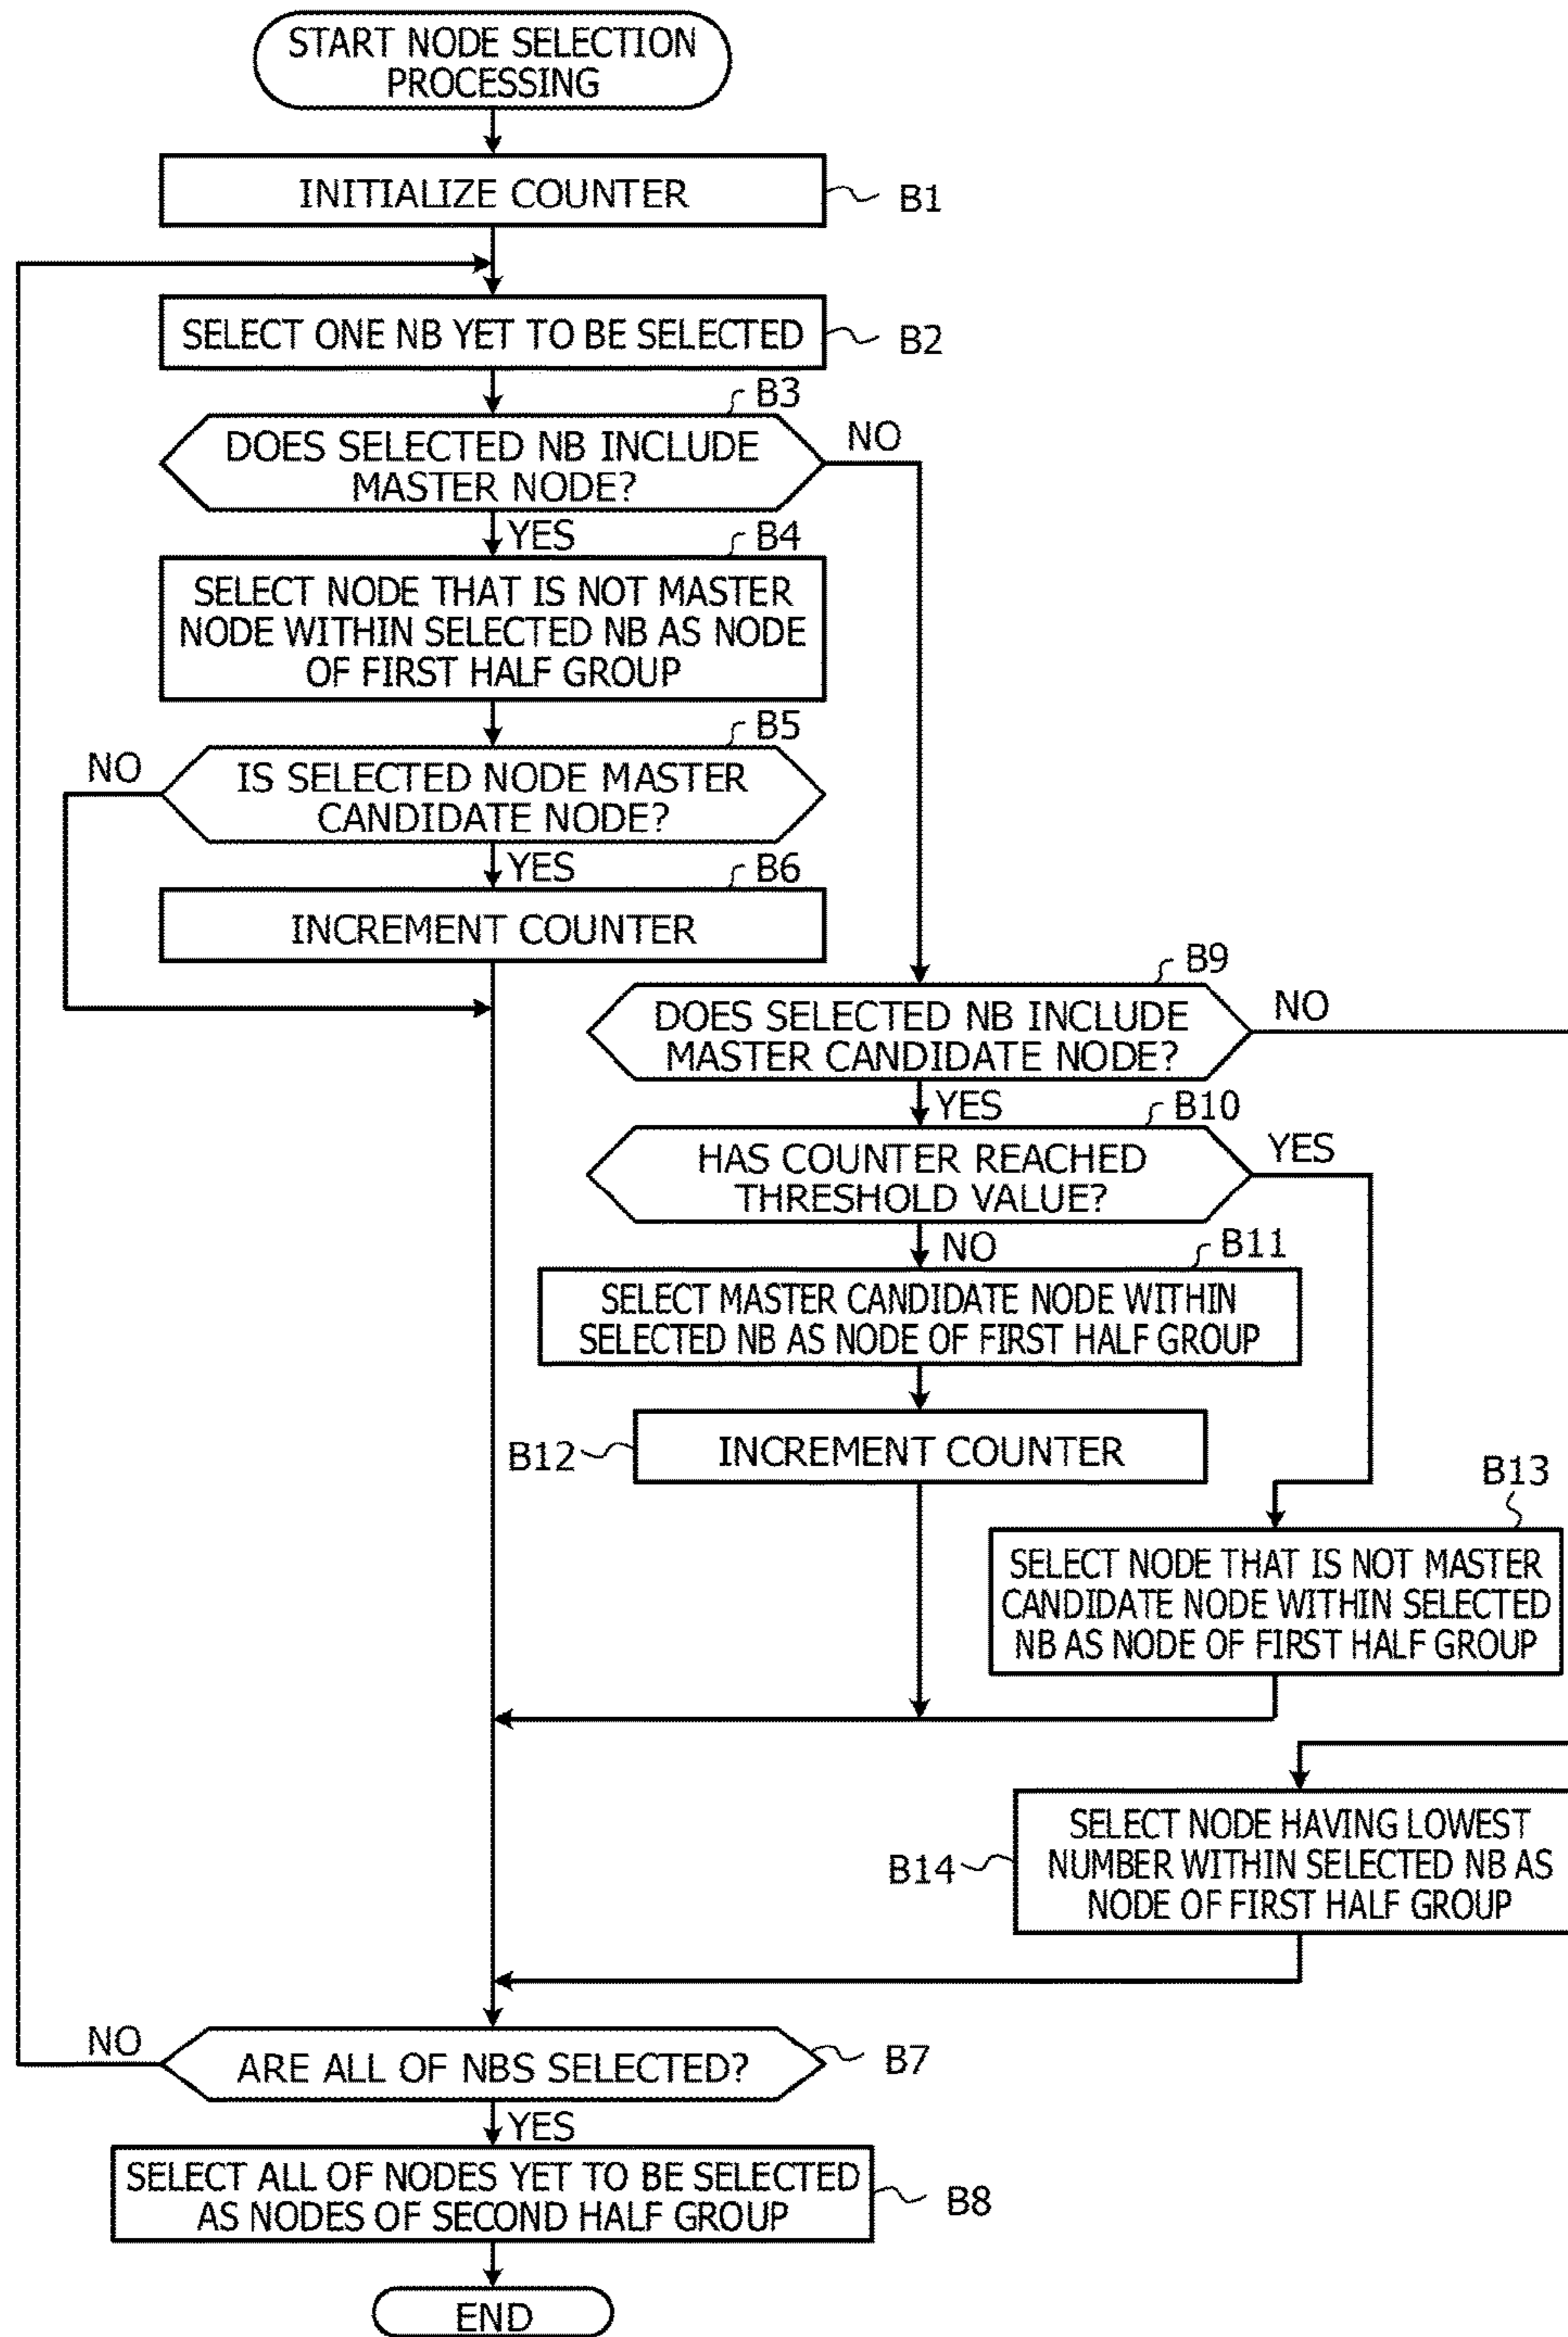 START NODE SELECTION
PROCESSING
INITIALIZE COUNTER
B1
SELECT ONE NB YET TO BE SELECTED
B2
B3
DOES SELECTED NB INCLUDE
MASTER NODE?
NO
YES
B4
SELECT NODE THAT IS NOT MASTER
NODE WITHIN SELECTED NB AS NODE
OF FIRST HALF GROUP
B5
NO
IS SELECTED NODE MASTER
CANDIDATE NODE?
YES
B6
INCREMENT COUNTER
B9
DOES SELECTED NB INCLUDE
MASTER CANDIDATE NODE?
NO
YES
B10
HAS COUNTER REACHED
THRESHOLD VALUE?
YES
NO
B11
SELECT MASTER CANDIDATE NODE WITHIN
SELECTED NB AS NODE OF FIRST HALF GROUP
B12
INCREMENT COUNTER
B13
SELECT NODE THAT IS NOT MASTER
CANDIDATE NODE WITHIN SELECTED
NB AS NODE OF FIRST HALF GROUP
B14
SELECT NODE HAVING LOWEST
NUMBER WITHIN SELECTED NB AS
NODE OF FIRST HALF GROUP
NO
ARE ALL OF NBS SELECTED?
B7
YES
SELECT ALL OF NODES YET TO BE SELECTED
AS NODES OF SECOND HALF GROUP
B8
END